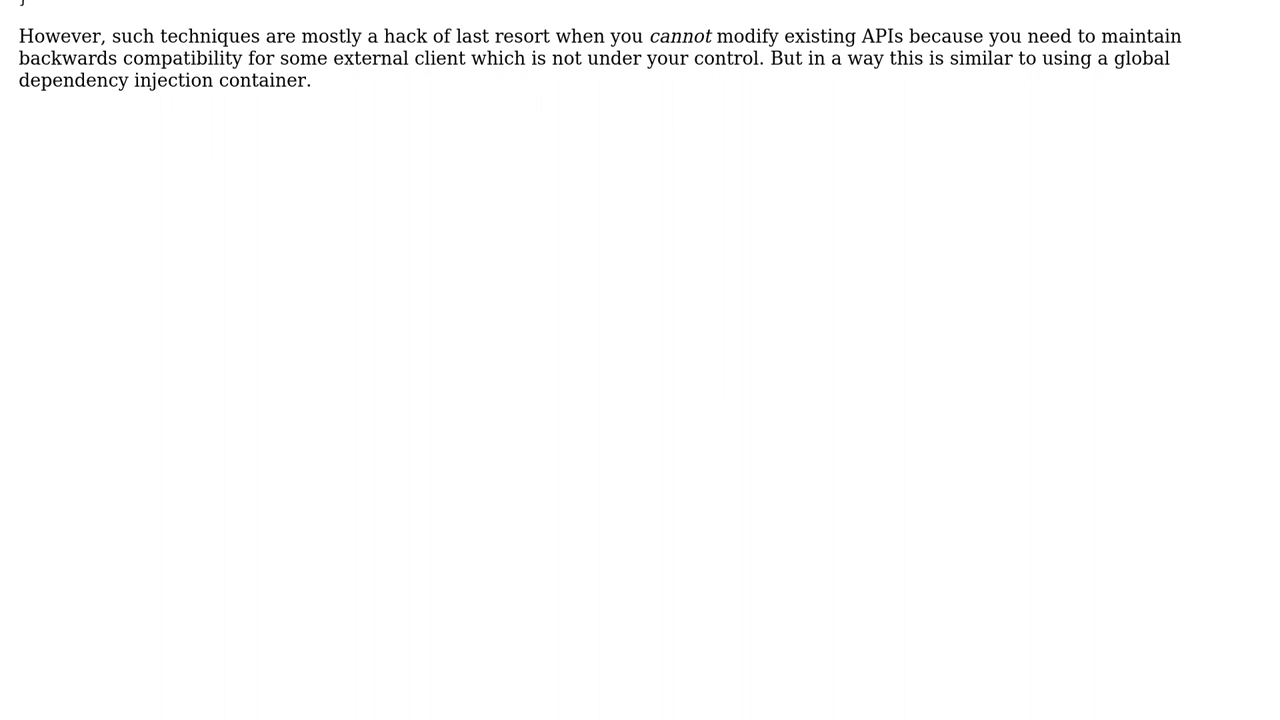 }
However, such techniques are mostly a hack of last resort when you cannot modify existing APIs because you need to maintain
backwards compatibility for some external client which is not under your control. But in a way this is similar to using a global
dependency injection container.